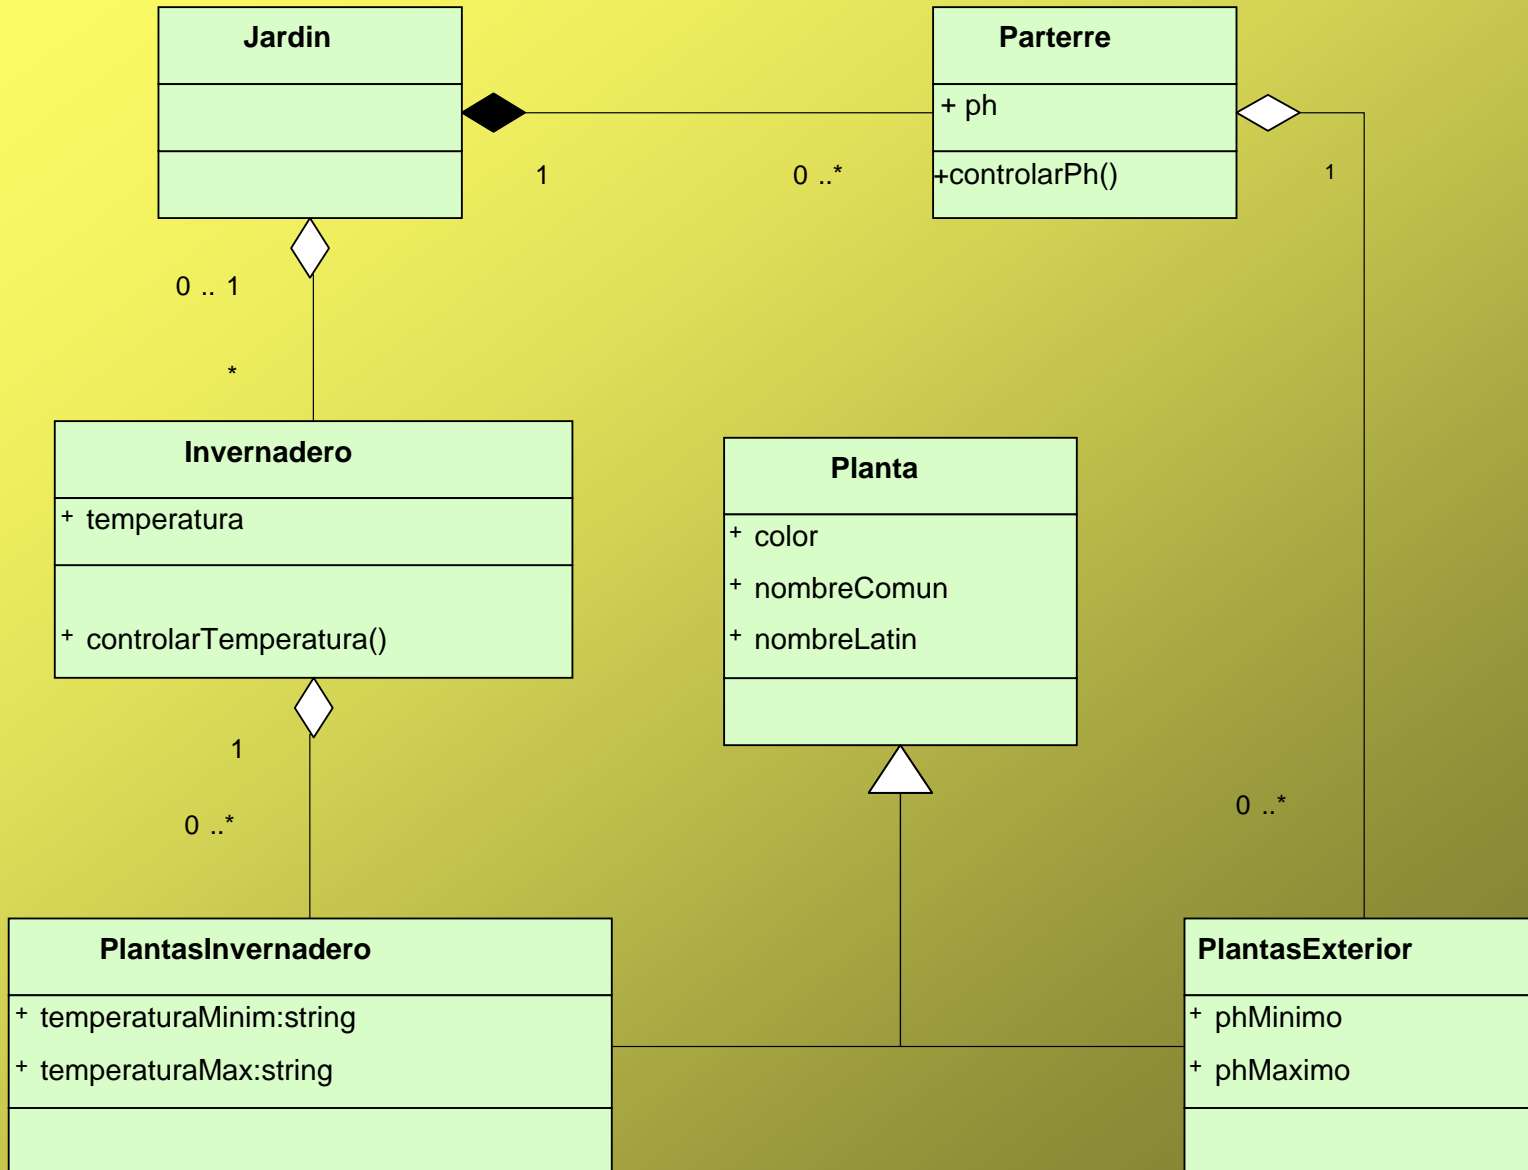 Jardin
Parterre
+ ph
+controlarPh()
1
0 ..*
1
0 .. 1
*
Invernadero
+ temperatura
+ controlarTemperatura()
Planta
+ color
+ nombreComun
+ nombreLatin
1
0 ..*
0 ..*
PlantasInvernadero
+ temperaturaMinim:string
+ temperaturaMax:string
PlantasExterior
+ phMinimo
+ phMaximo